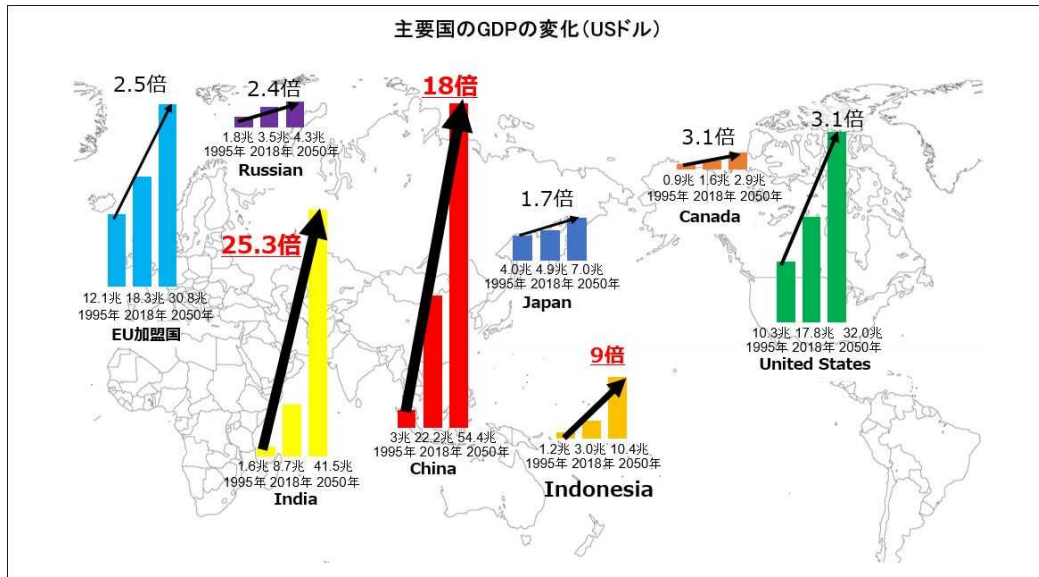 主要国のGDPの変化(USドル)
2.5倍
12.1兆 18.3兆 30.8兆
1995年 2018年 2050年
EU加盟国
2.4倍
1.8兆 3.5兆 4.3兆
1995年 2018年 2050年
Russian
25.3倍
1.6兆 8.7兆 41.5兆
1995年 2018年 2050年
India
18倍
3兆 22.2兆 54.4兆
1995年 2018年 2050年
China
1.7倍
4.0兆 4.9兆 7.0兆
1995年 2018年 2050年
Japan
9倍
1.2兆 3.0兆 10.4兆
1995年 2018年 2050年
Indonesia
3.1倍
0.9兆 1.6兆 2.9兆
1995年 2018年 2050年
Canada
3.1倍
10.3兆 17.8兆 32.0兆
1995年 2018年 2050年
United States